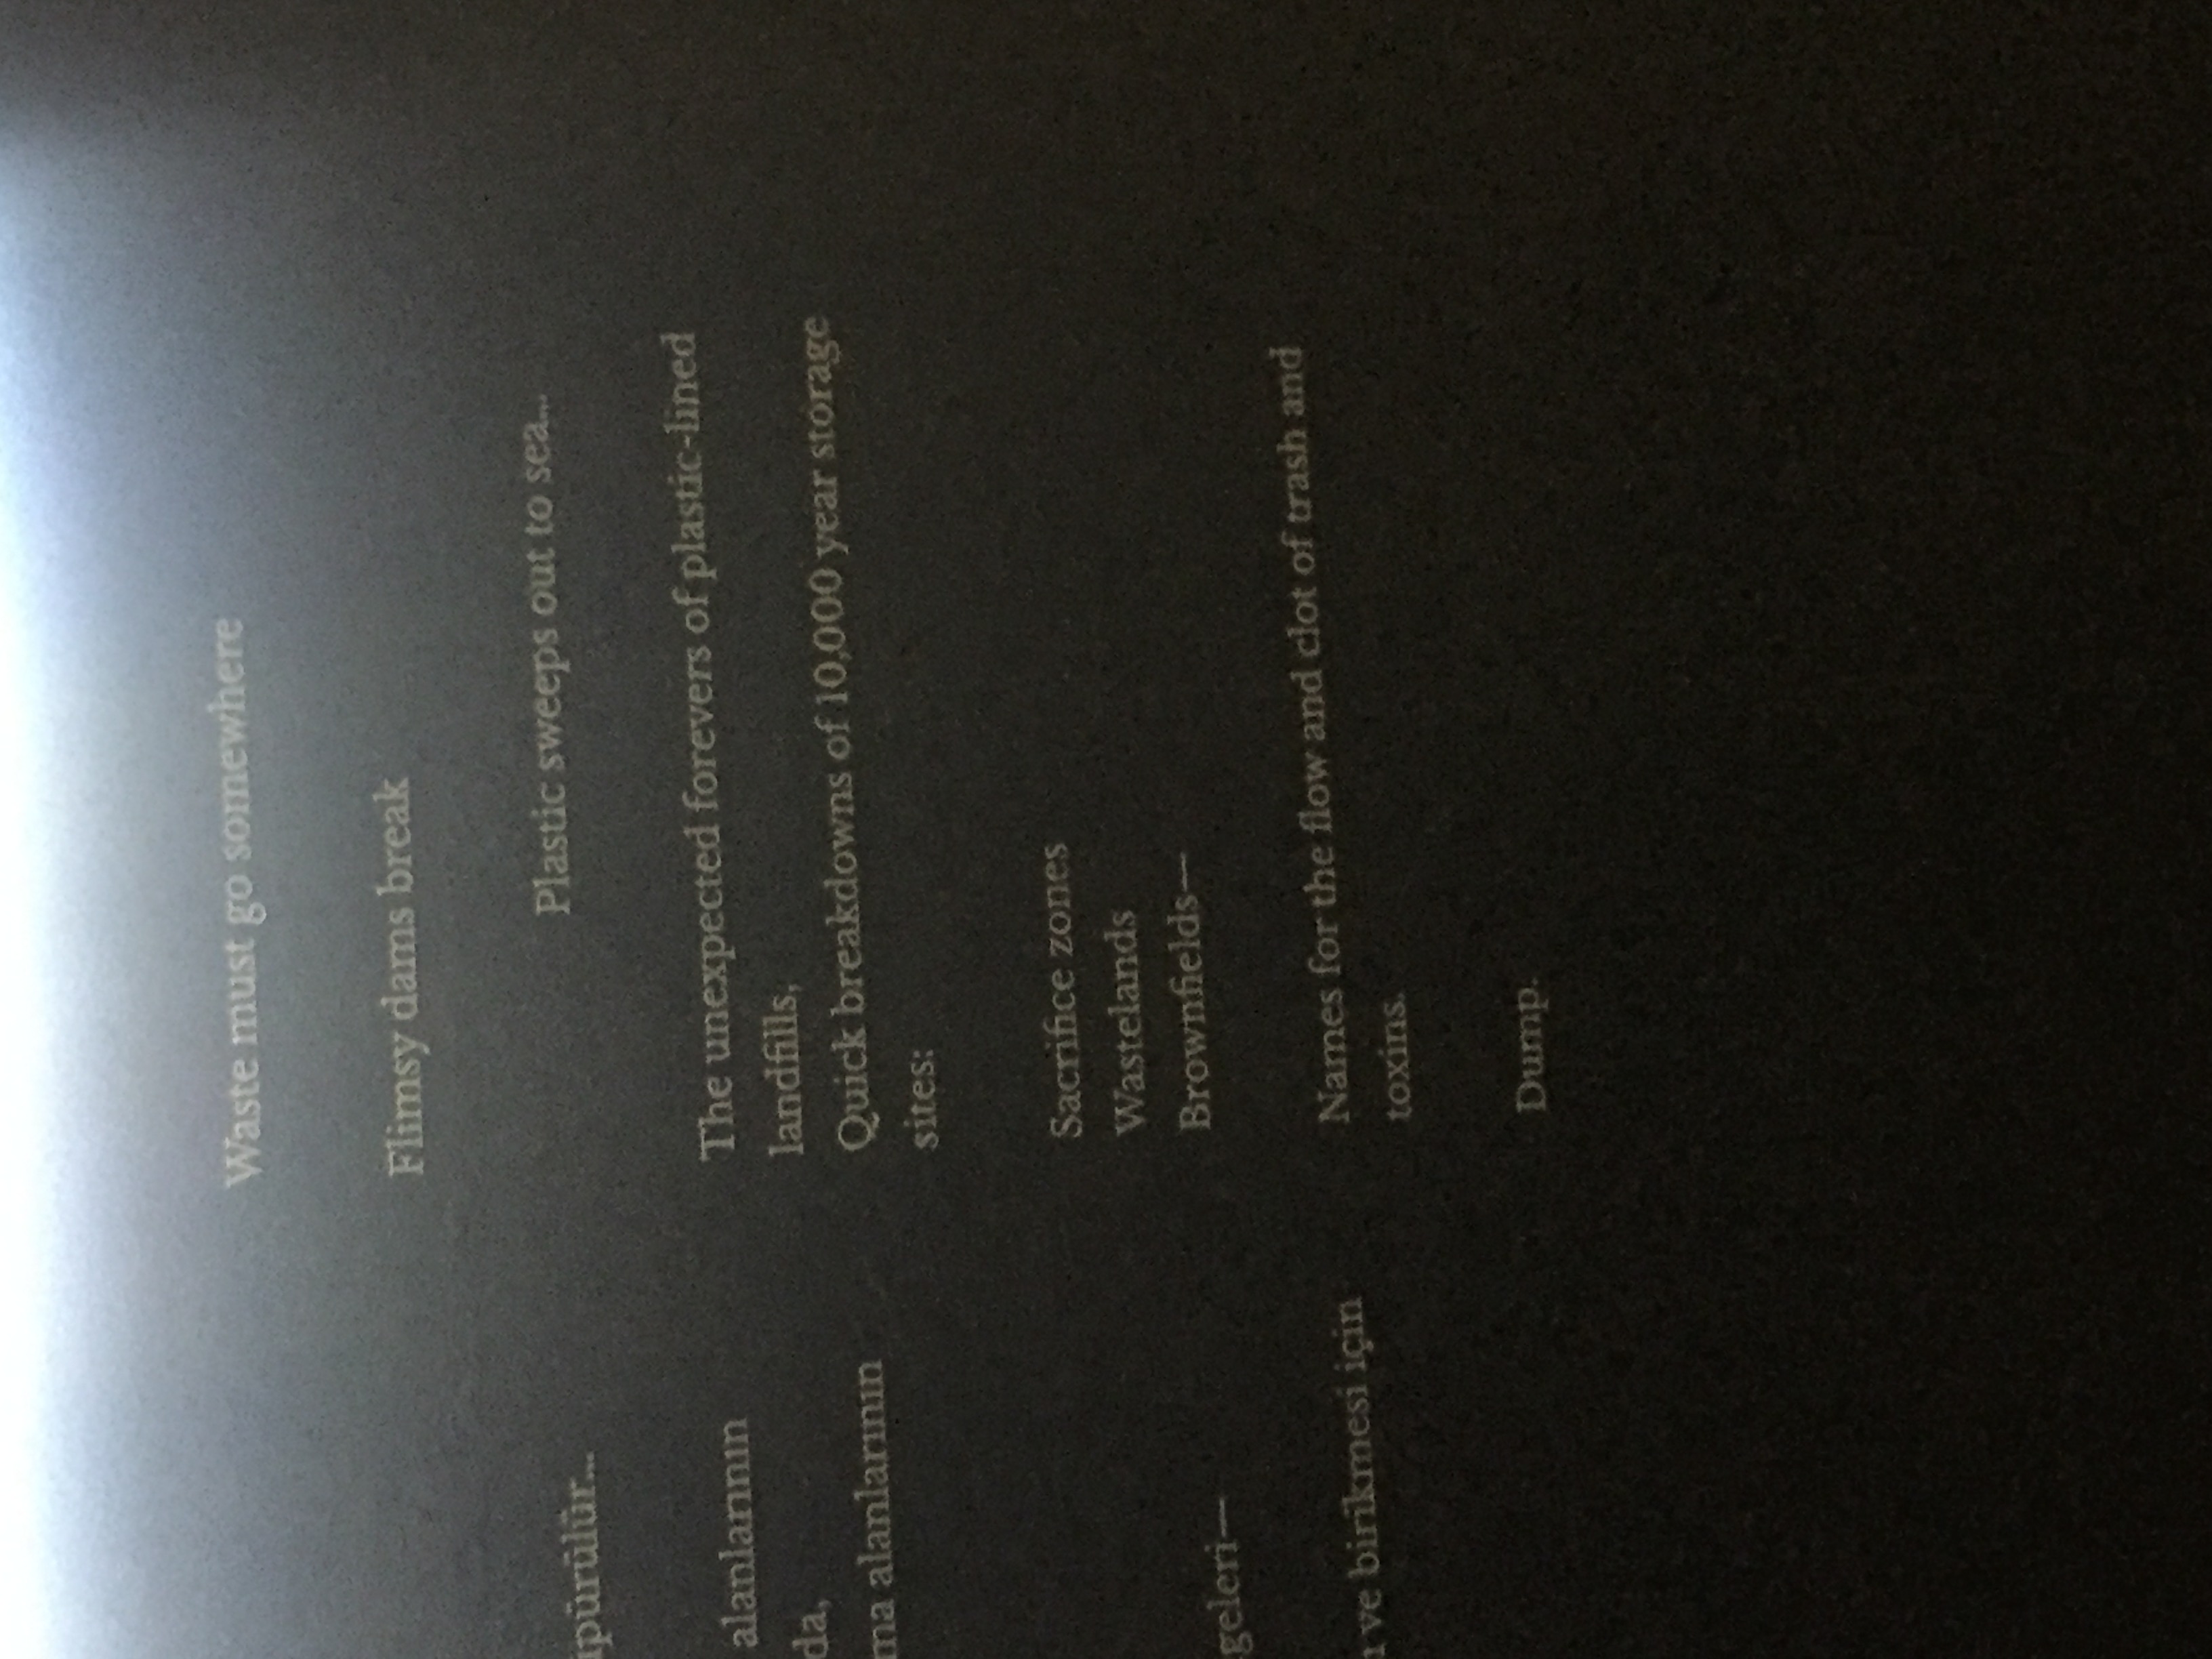 Waste must go somewhere
Flimsy dams break
Plastic sweeps out to sea...
The unexpected forevers of plastic-lined
landfills,
Quick breakdowns of 10,000 year storage
sites:
Sacrifice zones
Wastelands
Brownfields—
Names for the flow and clot of trash and
toxins.
Dump.
ipürülür...
alanlarının
da,
ma alanlarının
geleri—
ı ve birikmesi için